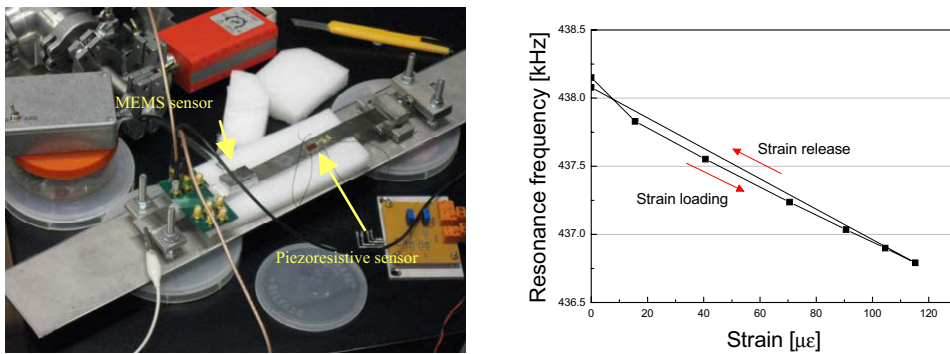 MEMS sensor
Piezoresistive sensor
Resonance frequency [kHz]
438.5
438.0
437.5
437.0
436.5
Strain release
Strain loading
0 20 40 60 80 100 120
Strain [με]